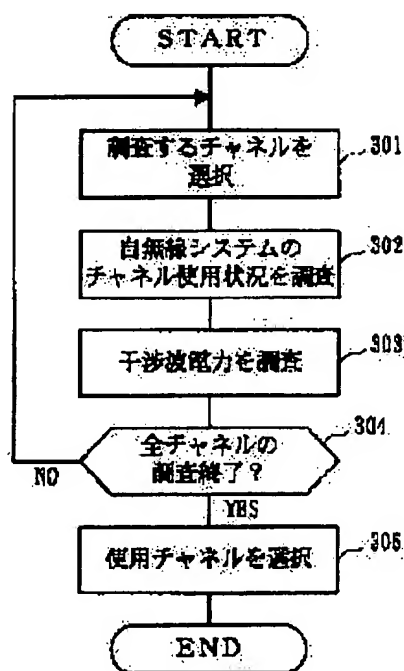 START
調査するチャネルを
選択
301
自無線システムの
チャネル使用状況を調査
302
干渉波電力を調査
303
全チャネルの
調査終了?
304
NO
YES
使用チャネルを選択
305
END